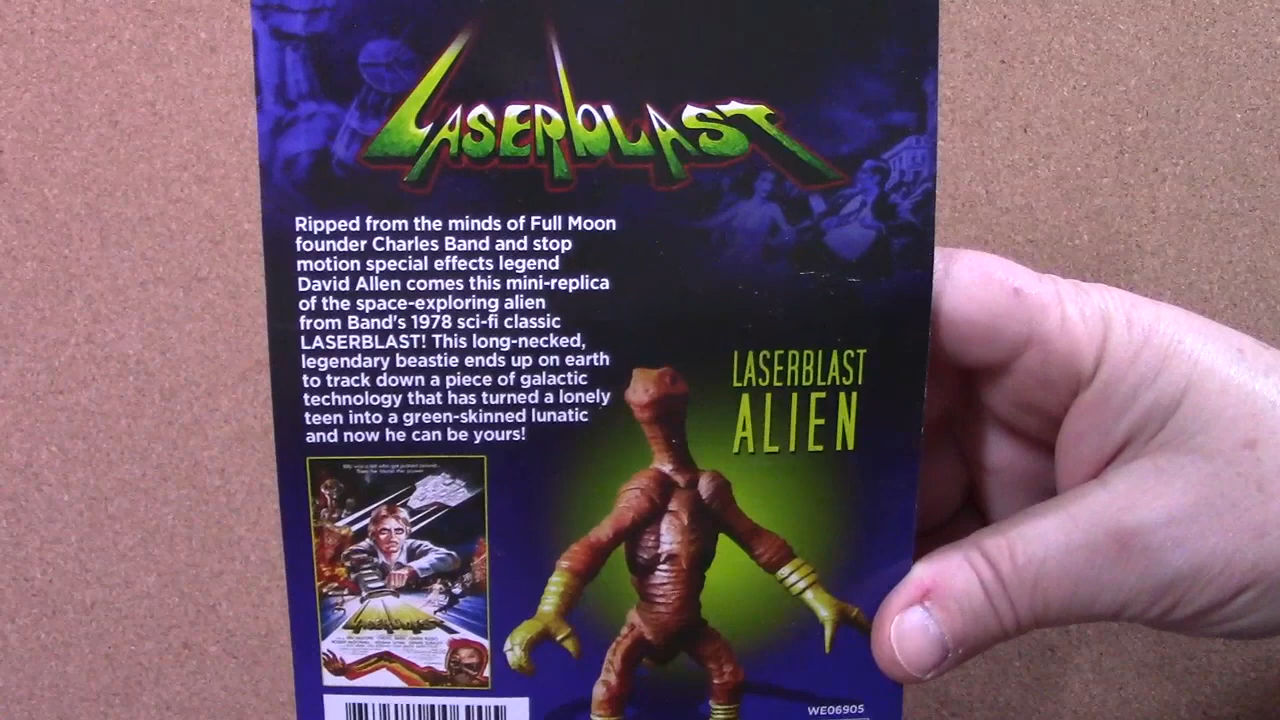 LASERBLAST
Ripped from the minds of Full Moon
founder Charles Band and stop
motion special effects legend
David Allen comes this mini-replica
of the space-exploring alien
from Band's 1978 sci-fi classic
LASERBLAST! This long-necked,
legendary beastie ends up on earth
to track down a piece of galactic
technology that has turned a lonely
teen into a green-skinned lunatic
and now he can be yours!
LASERBLAST
ALIEN
LASERBLAST
WE06905